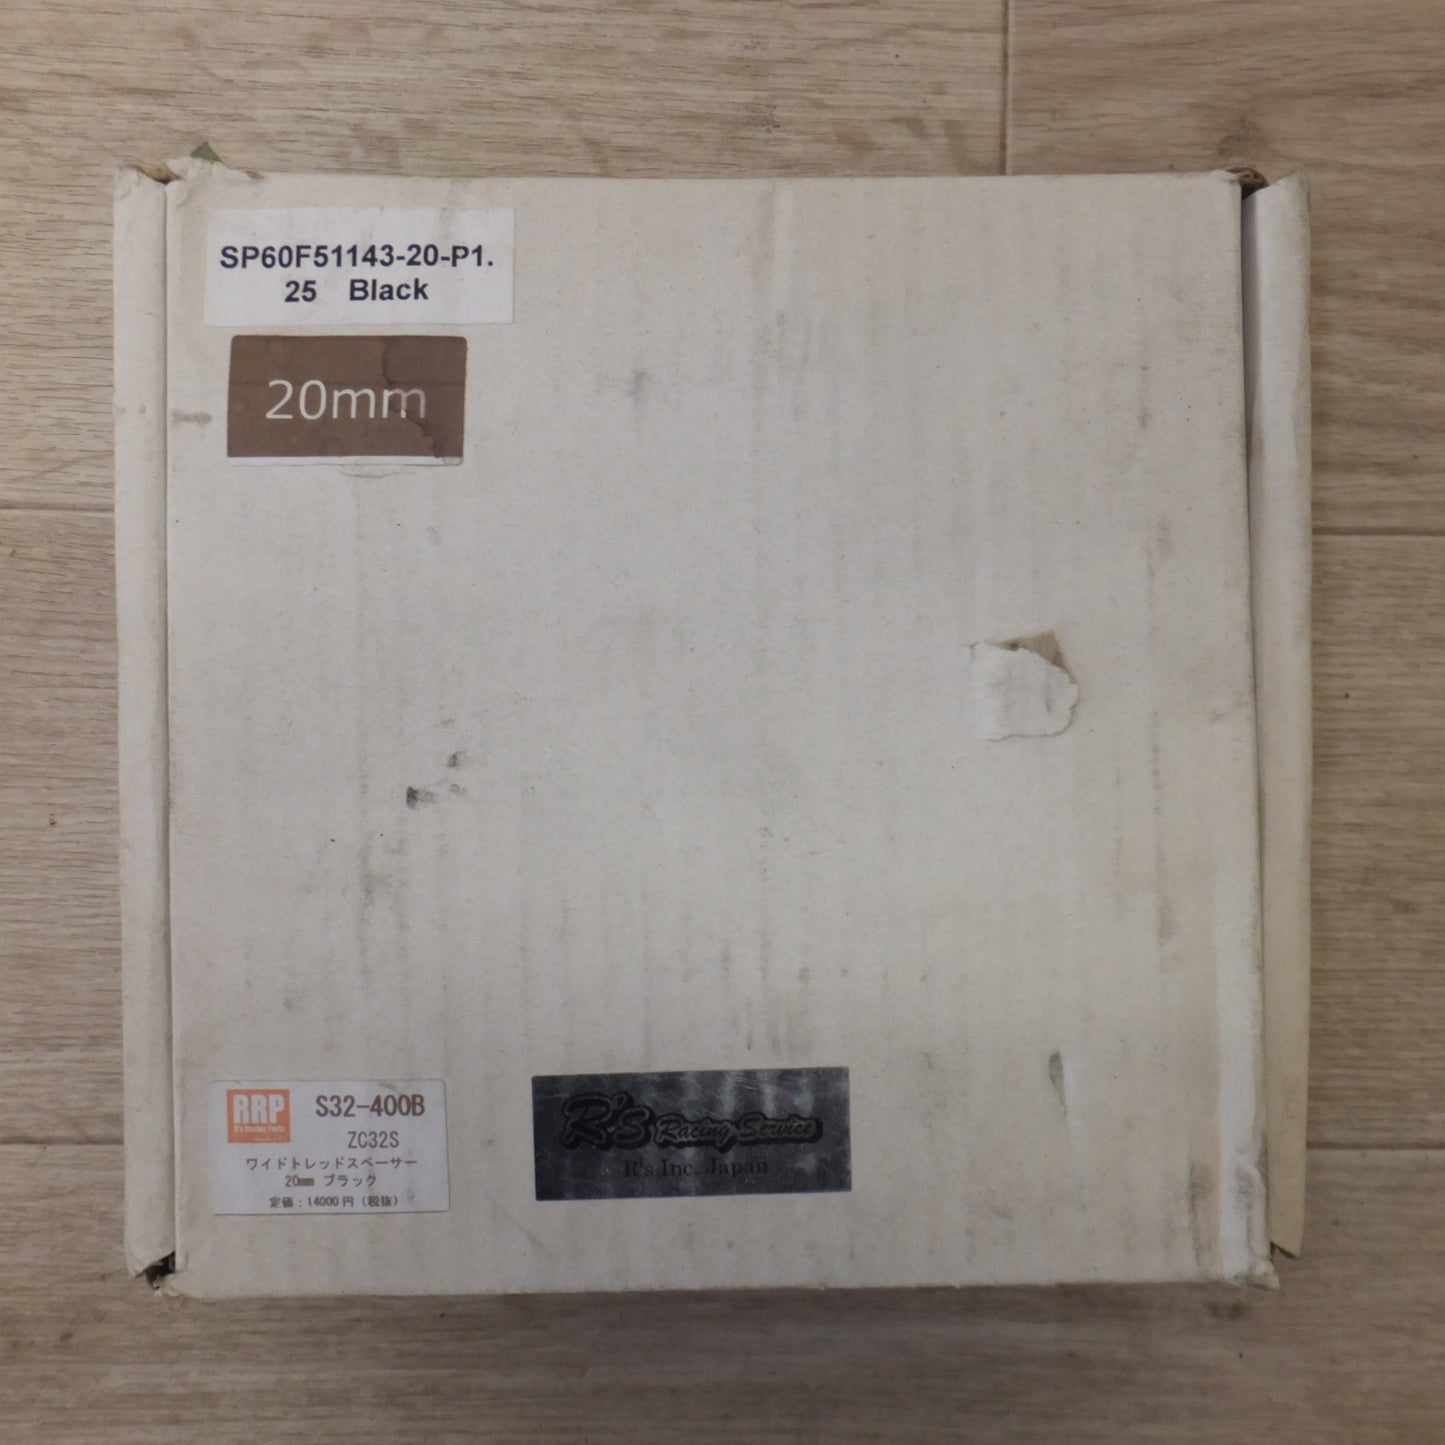 SP60F51143-20-P1.
25 Black
20mm
RRP
R's Racing Parts
S32-400B
ZC32S
ワイドトレッドスペーサー
20mm ブラック
定価：14000円（税抜）
R's Racing Service
R's Inc. Japan